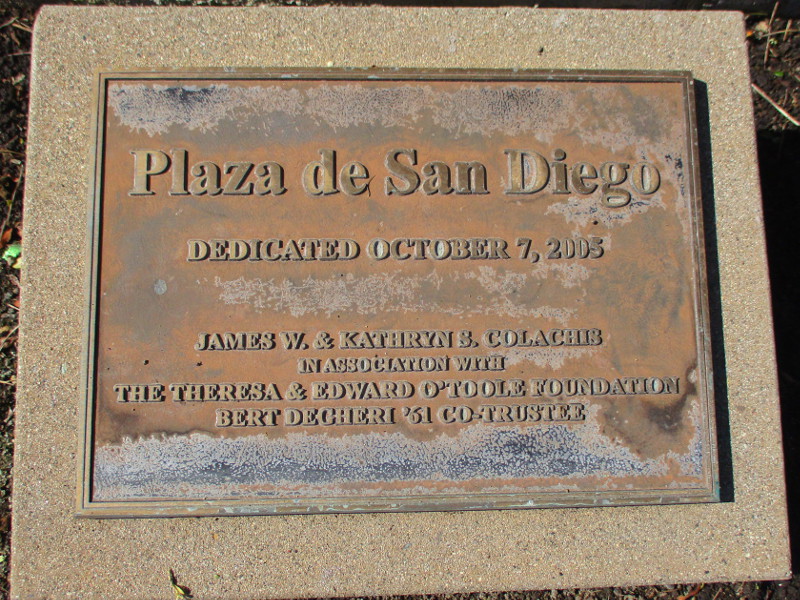 Plaza de San Diego
DEDICATED OCTOBER 7, 2005
JAMES W. & KATHRYN S. COLACHIS
IN ASSOCIATION WITH
THE THERESA & EDWARD O'TOOLE FOUNDATION
BERT DEGHERI '61 CO-TRUSTEE